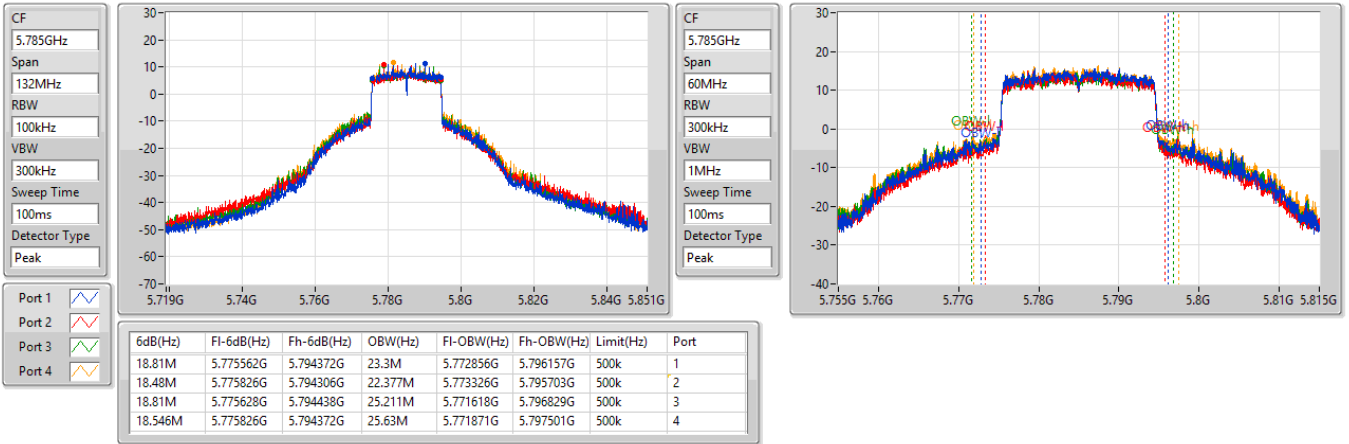 CF
5.785GHz
Span
132MHz
RBW
100kHz
VBW
300kHz
Sweep Time
100ms
Detector Type
Peak
30
20
10
0
-10
-20
-30
-40
-50
-60
-70
5.719G 5.74G 5.76G 5.78G 5.8G 5.82G 5.84G 5.851G
CF
5.785GHz
Span
60MHz
RBW
300kHz
VBW
1MHz
Sweep Time
100ms
Detector Type
Peak
30
20
10
0
-10
-20
-30
-40
5.755G 5.76G 5.77G 5.78G 5.79G 5.8G 5.81G 5.815G
Port 1
Port 2
Port 3
Port 4
6dB(Hz) Fl-6dB(Hz) Fh-6dB(Hz) OBW(Hz) Fl-OBW(Hz) Fh-OBW(Hz) Limit(Hz) Port
18.81M 5.775562G 5.794372G 23.3M 5.772856G 5.796157G 500k 1
18.48M 5.775826G 5.794306G 22.377M 5.773326G 5.795703G 500k 2
18.81M 5.775628G 5.794438G 25.211M 5.771618G 5.796829G 500k 3
18.546M 5.775826G 5.794372G 25.63M 5.771871G 5.797501G 500k 4